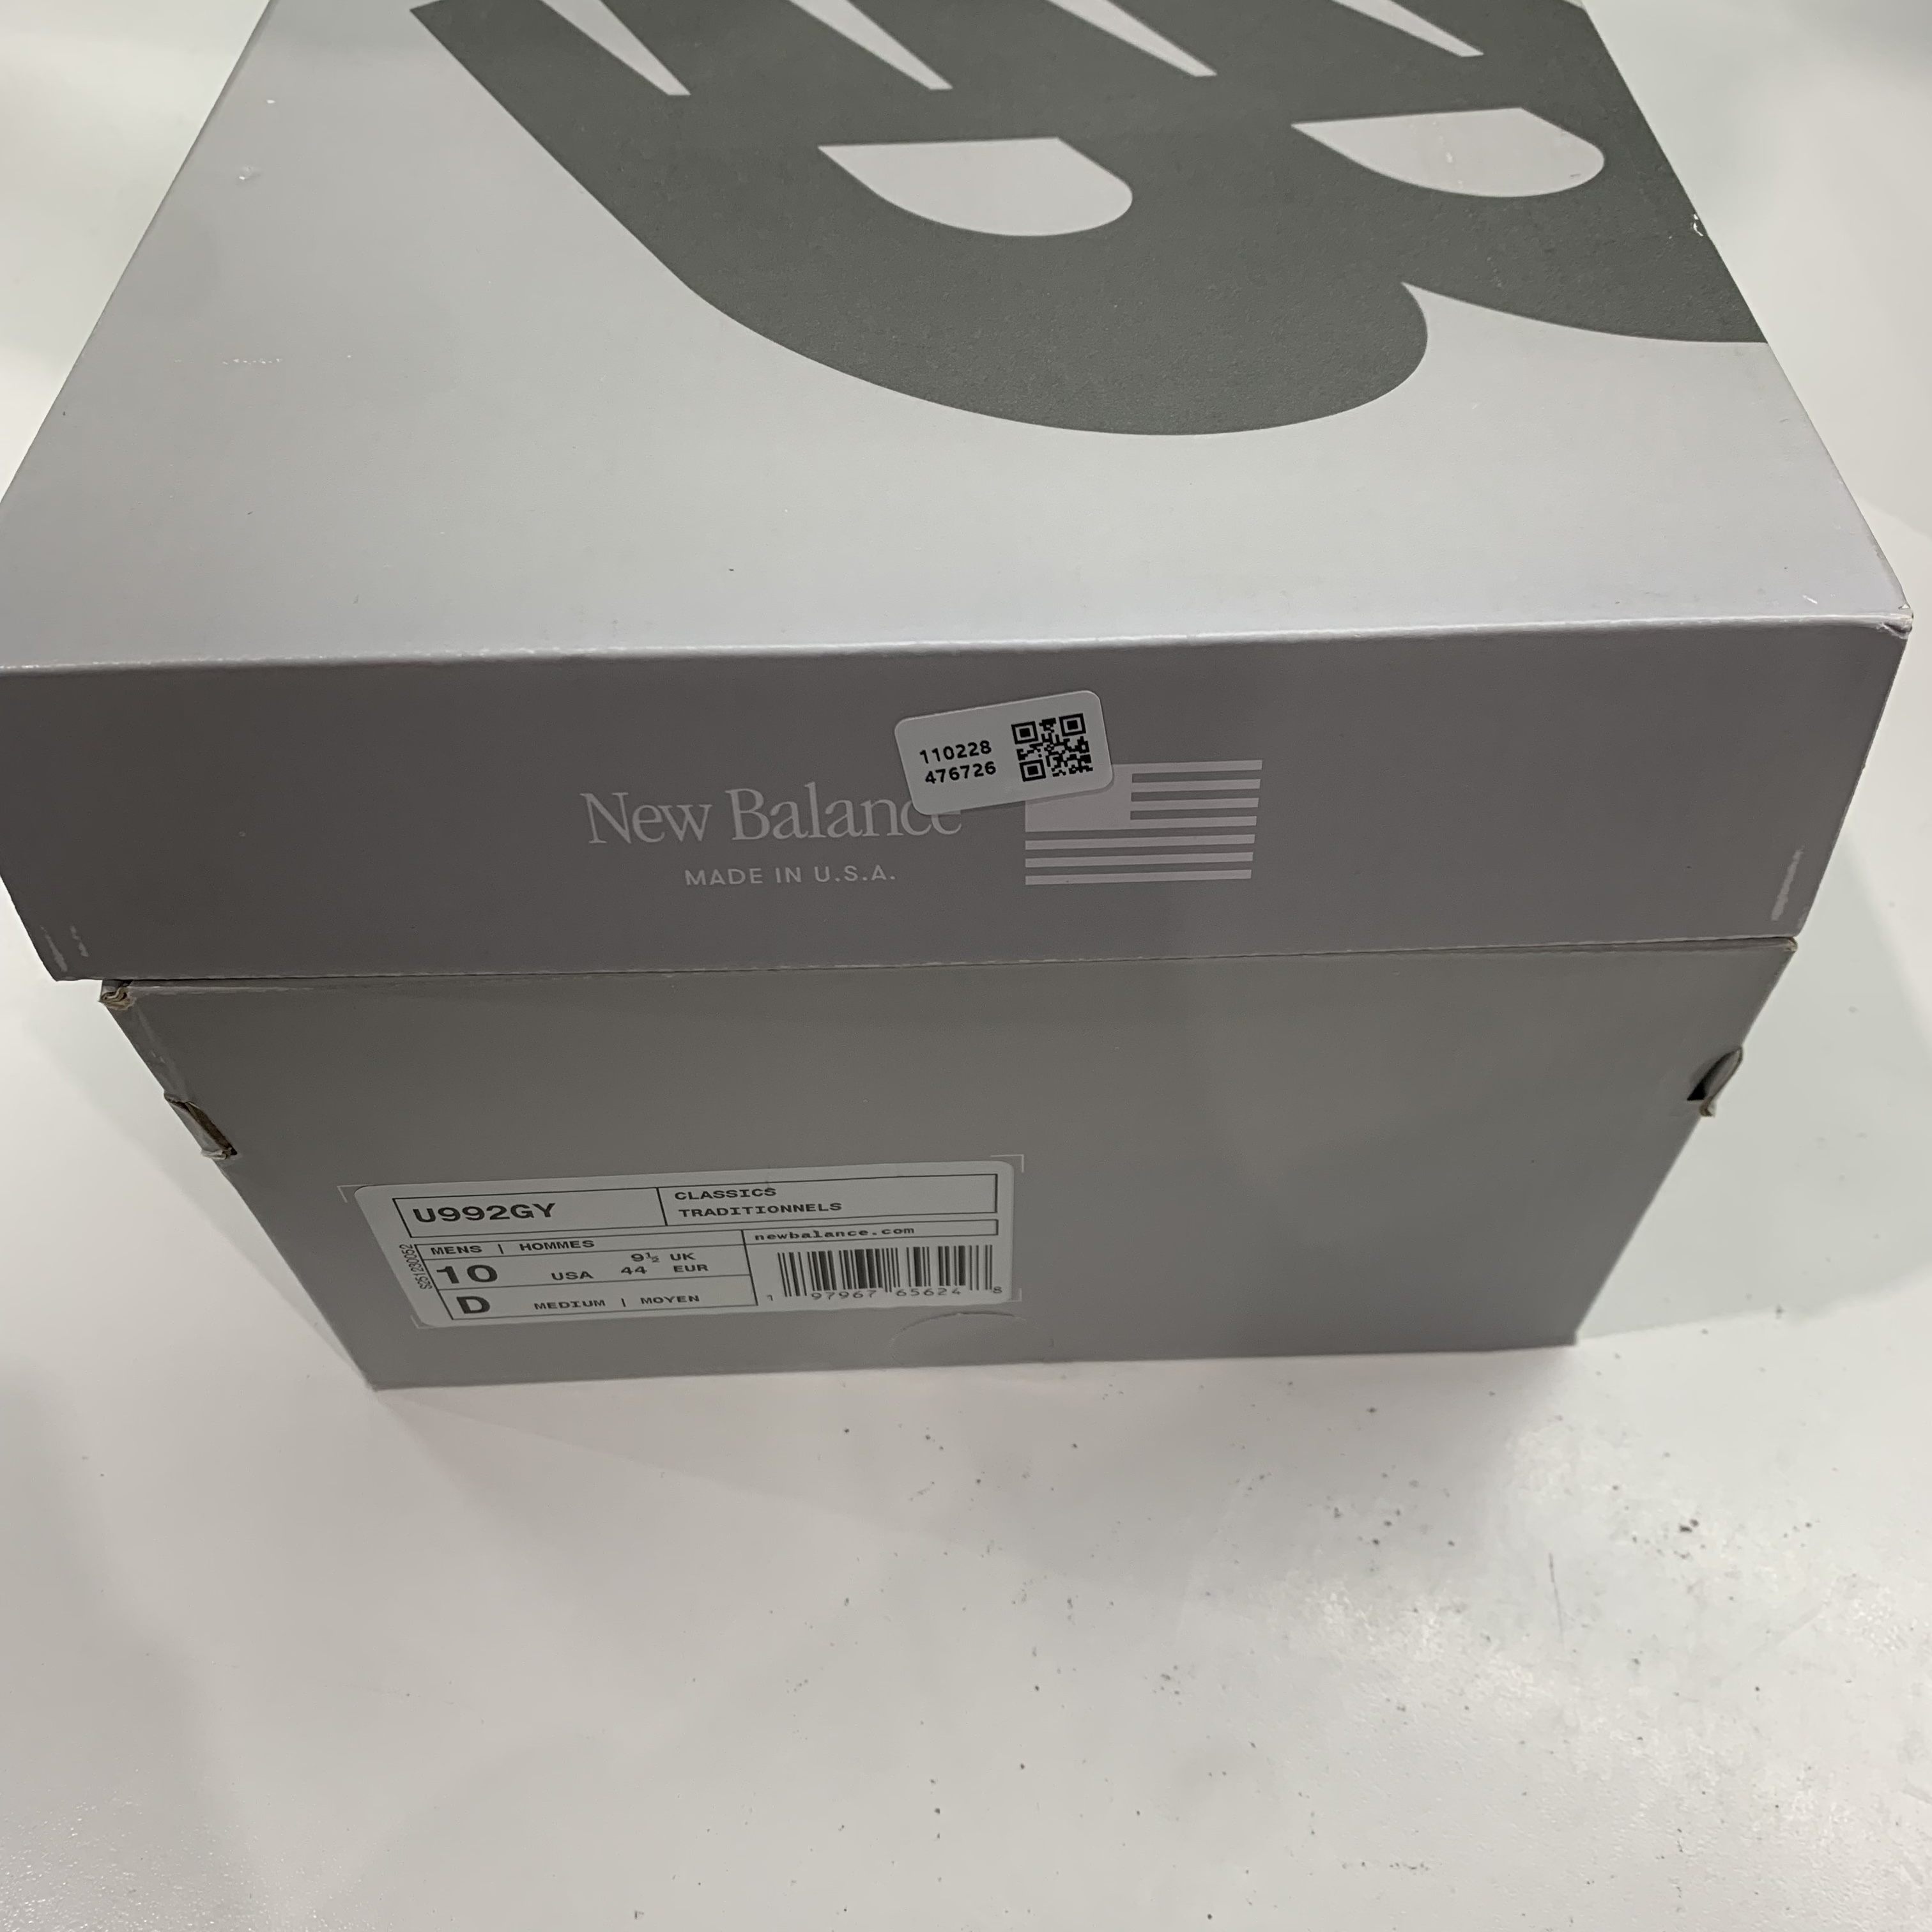 110228
476726
New Balance
MADE IN U.S.A.
U992GY
CLASSICS
TRADITIONNELS
MENS | HOMMES
newbalance.com
10 USA 9½ UK
44 EUR
D MEDIUM | MOYEN
1 97967 65624 8